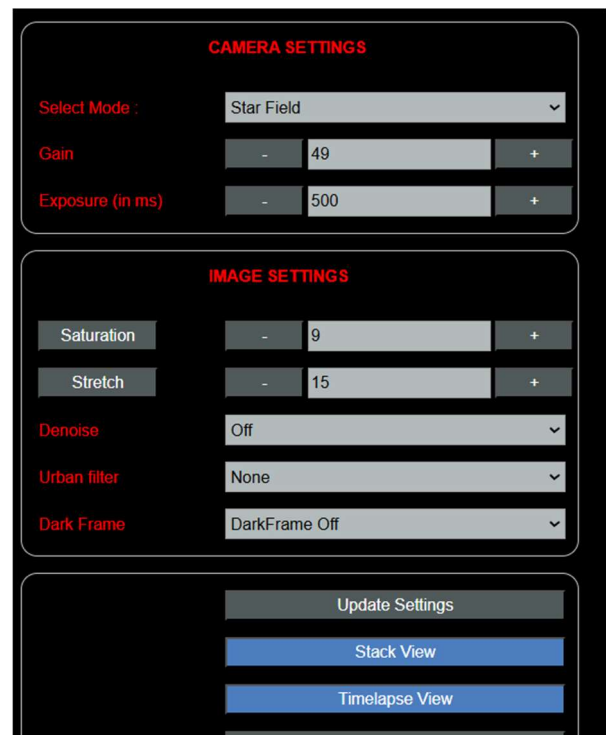 CAMERA SETTINGS
Select Mode : Star Field
Gain - 49 +
Exposure (in ms) - 500 +
IMAGE SETTINGS
Saturation - 9 +
Stretch - 15 +
Denoise Off
Urban filter None
Dark Frame DarkFrame Off
Update Settings
Stack View
Timelapse View